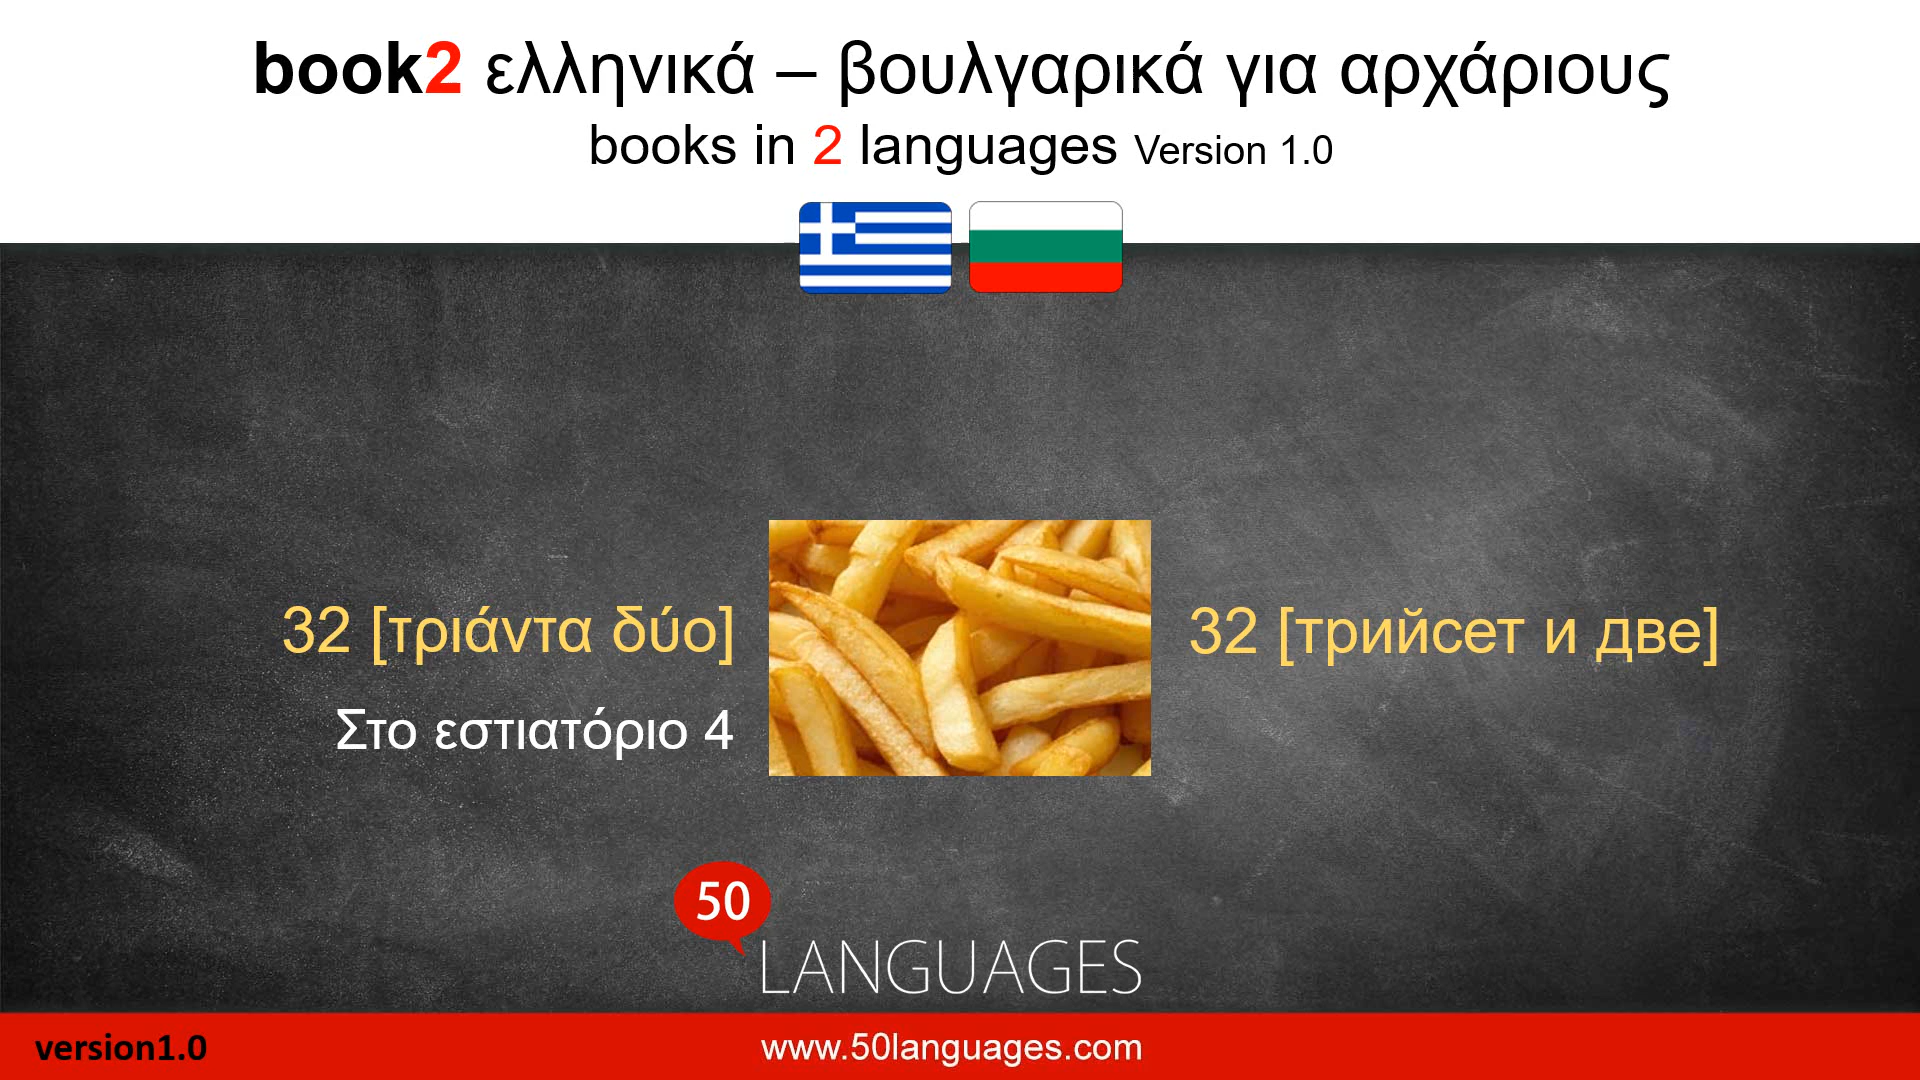 book2 ελληνικά – βουλγαρικά για αρχάριους
books in 2 languages Version 1.0
32 [τριάντα δύο]
Στο εστιατόριο 4
32 [трийсет и две]
50
LANGUAGES
version1.0
www.50languages.com